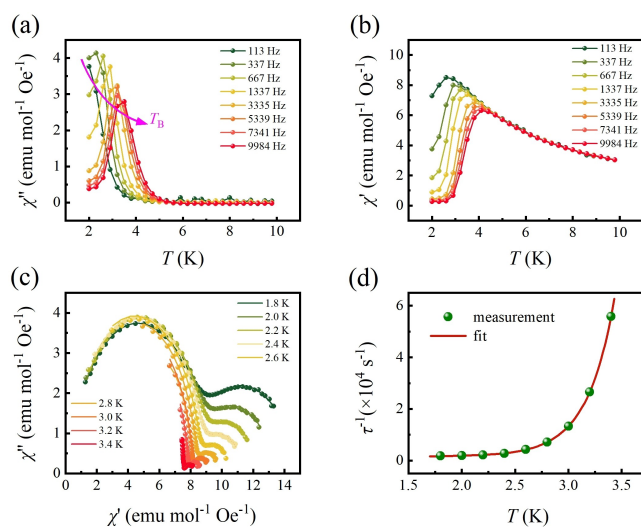 (a)
χ'' (emu mol⁻¹ Oe⁻¹)
4
3
2
1
0
113 Hz
337 Hz
667 Hz
1337 Hz
3335 Hz
5339 Hz
7341 Hz
9984 Hz
T_B
0 2 4 6 8 10
T (K)
(b)
χ' (emu mol⁻¹ Oe⁻¹)
10
8
6
4
2
0
113 Hz
337 Hz
667 Hz
1337 Hz
3335 Hz
5339 Hz
7341 Hz
9984 Hz
0 2 4 6 8 10
T (K)
(c)
χ'' (emu mol⁻¹ Oe⁻¹)
4
3
2
1
0
1.8 K
2.0 K
2.2 K
2.4 K
2.6 K
2.8 K
3.0 K
3.2 K
3.4 K
0 2 4 6 8 10 12 14
χ' (emu mol⁻¹ Oe⁻¹)
(d)
τ⁻¹(×10⁴ s⁻¹)
6
4
2
0
measurement
fit
1.5 2.0 2.5 3.0 3.5
T (K)